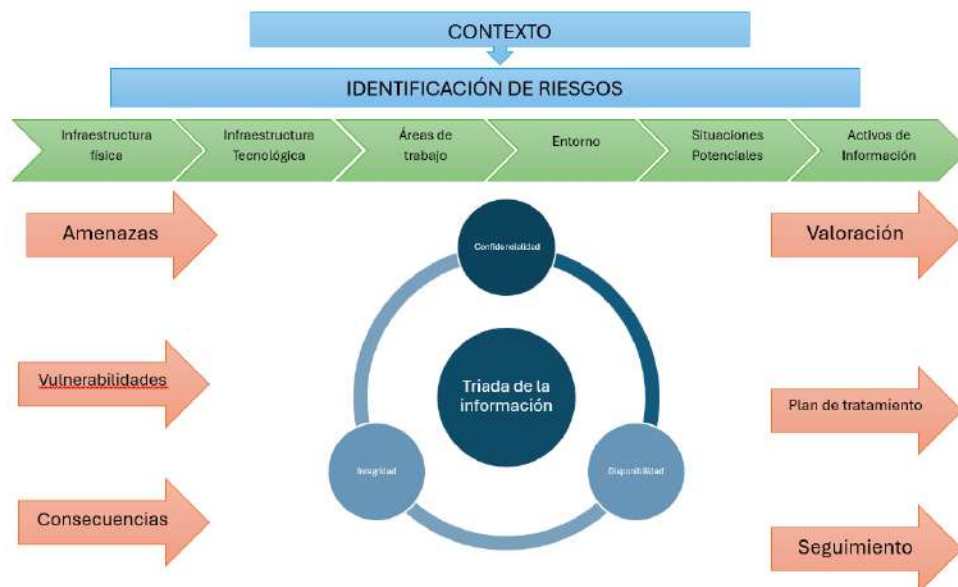 CONTEXTO
IDENTIFICACIÓN DE RIESGOS
Infraestructura
física
Infraestructura
Tecnológica
Áreas de
trabajo
Entorno
Situaciones
Potenciales
Activos de
Información
Amenazas
Confidencialidad
Valoración
Vulnerabilidades
Triada de la
información
Plan de tratamiento
Integridad
Disponibilidad
Consecuencias
Seguimiento